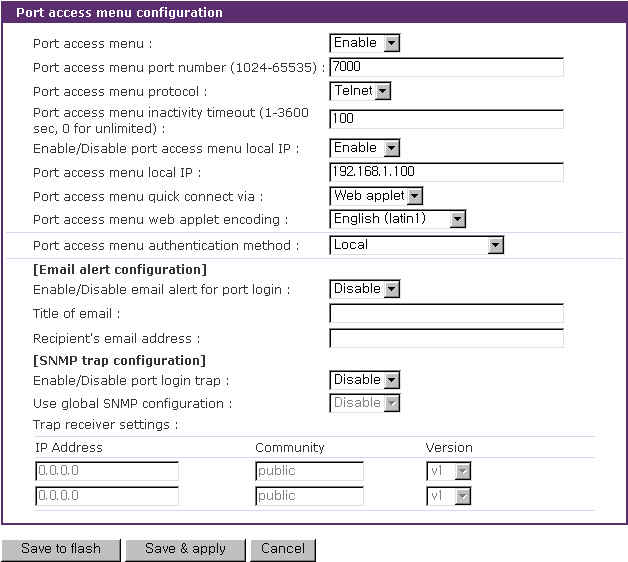 Port access menu configuration
Port access menu : Enable
Port access menu port number (1024-65535) : 7000
Port access menu protocol : Telnet
Port access menu inactivity timeout (1-3600
sec, 0 for unlimited) : 100
Enable/Disable port access menu local IP : Enable
Port access menu local IP : 192.168.1.100
Port access menu quick connect via : Web applet
Port access menu web applet encoding : English (latin1)
Port access menu authentication method : Local
[Email alert configuration]
Enable/Disable email alert for port login : Disable
Title of email :
Recipient's email address :
[SNMP trap configuration]
Enable/Disable port login trap : Disable
Use global SNMP configuration : Disable
Trap receiver settings :
IP Address Community Version
0.0.0.0 public v1
0.0.0.0 public v1
Save to flash Save & apply Cancel